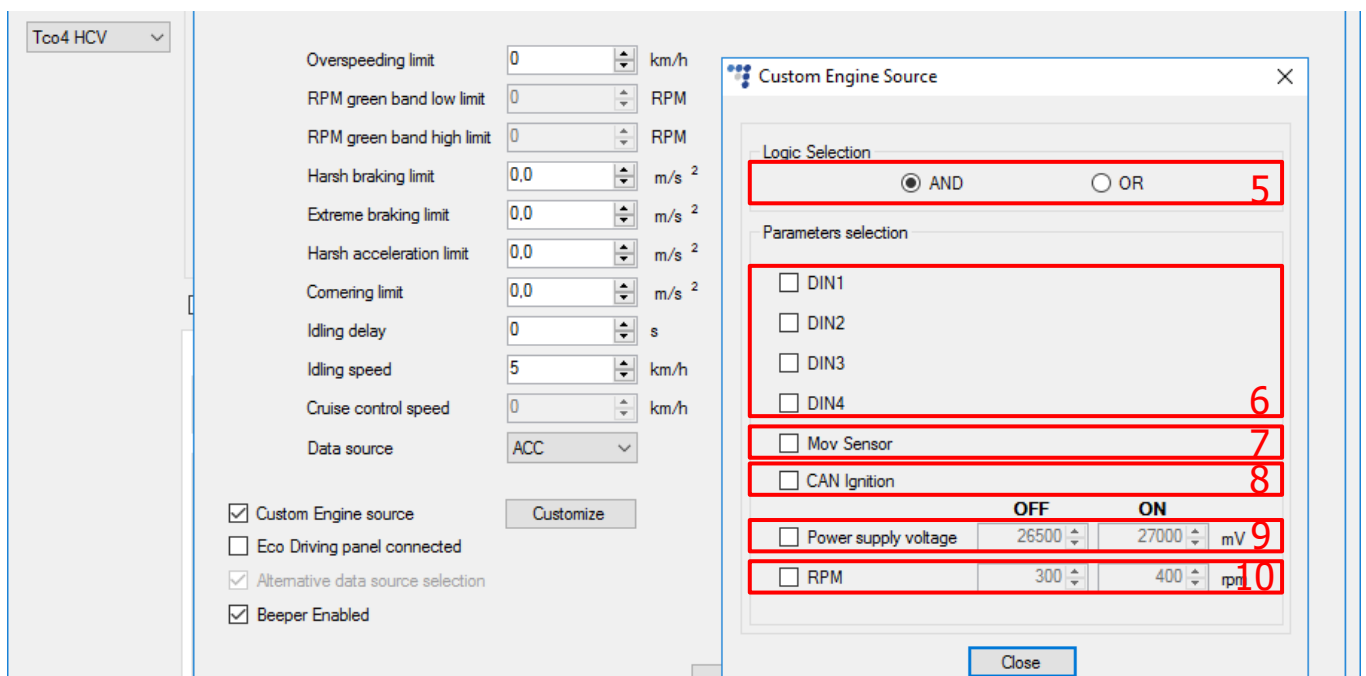 Tco4 HCV
Overspeeding limit 0 km/h
RPM green band low limit 0 RPM
RPM green band high limit 0 RPM
Harsh braking limit 0,0 m/s 2
Extreme braking limit 0,0 m/s 2
Harsh acceleration limit 0,0 m/s 2
Cornering limit 0,0 m/s 2
Idling delay 0 s
Idling speed 5 km/h
Cruise control speed 0 km/h
Data source ACC
Custom Engine source Customize
Eco Driving panel connected
Alternative data source selection
Beeper Enabled
Custom Engine Source
Logic Selection
AND OR 5
Parameters selection
DIN1
DIN2
DIN3
DIN4 6
Mov Sensor 7
CAN Ignition 8
OFF ON
Power supply voltage 26500 27000 mV 9
RPM 300 400 rpm 10
Close